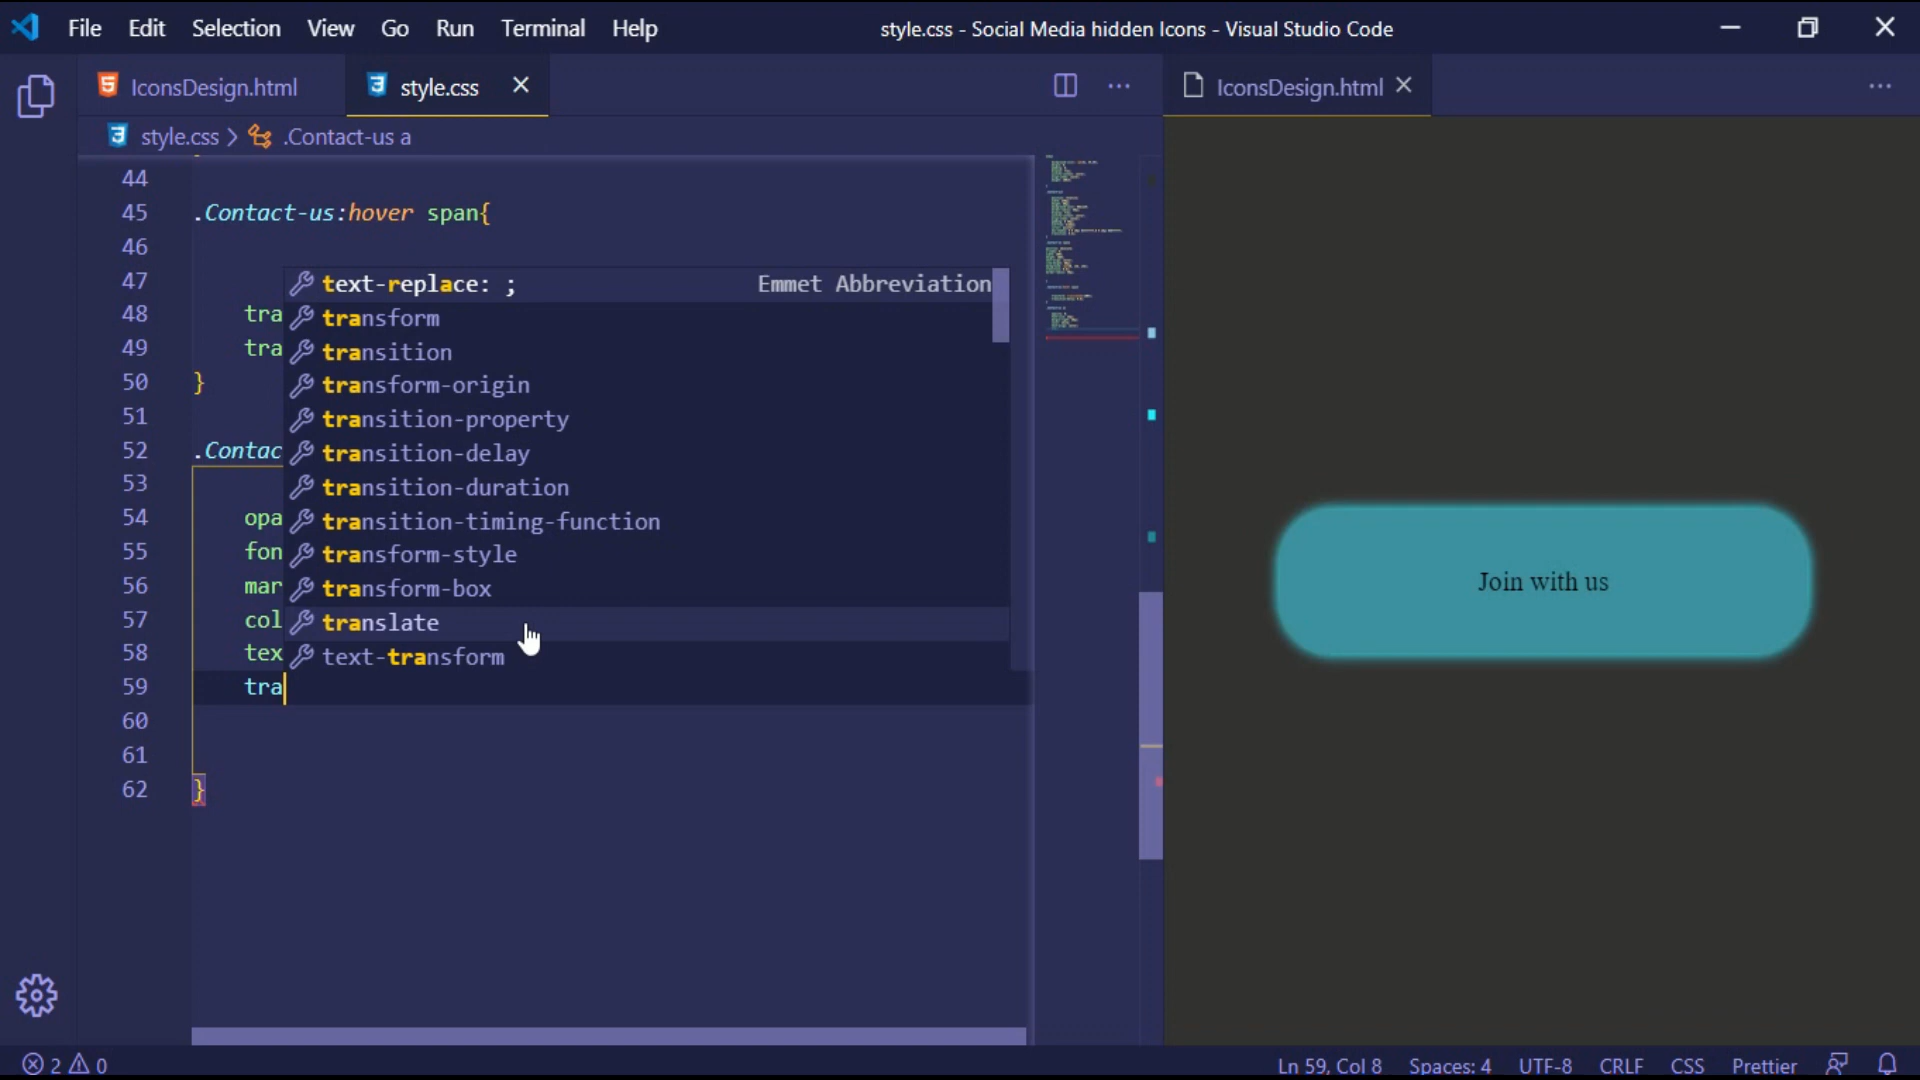 File Edit Selection View Go Run Terminal Help
style.css - Social Media hidden Icons - Visual Studio Code
IconsDesign.html
style.css
IconsDesign.html
style.css > .Contact-us a
44
45 .Contact-us:hover span{
46
47
48 tra
49 tra
50 }
51
52 .Contac
53
54 opa
55 fon
56 mar
57 col
58 tex
59 tra
60
61
62 }
text-replace: ; Emmet Abbreviation
transform
transition
transform-origin
transition-property
transition-delay
transition-duration
transition-timing-function
transform-style
transform-box
translate
text-transform
Join with us
2 0
Ln 59, Col 8 Spaces: 4 UTF-8 CRLF CSS Prettier